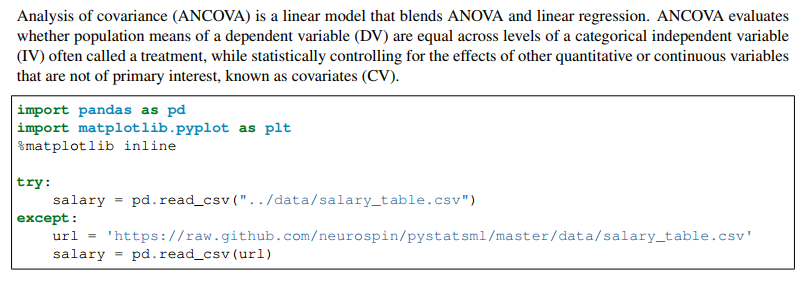 Analysis of covariance (ANCOVA) is a linear model that blends ANOVA and linear regression. ANCOVA evaluates
whether population means of a dependent variable (DV) are equal across levels of a categorical independent variable
(IV) often called a treatment, while statistically controlling for the effects of other quantitative or continuous variables
that are not of primary interest, known as covariates (CV).
import pandas as pd
import matplotlib.pyplot as plt
%matplotlib inline
try:
    salary = pd.read_csv("../data/salary_table.csv")
except:
    url = 'https://raw.github.com/neurospin/pystatsml/master/data/salary_table.csv'
    salary = pd.read_csv(url)